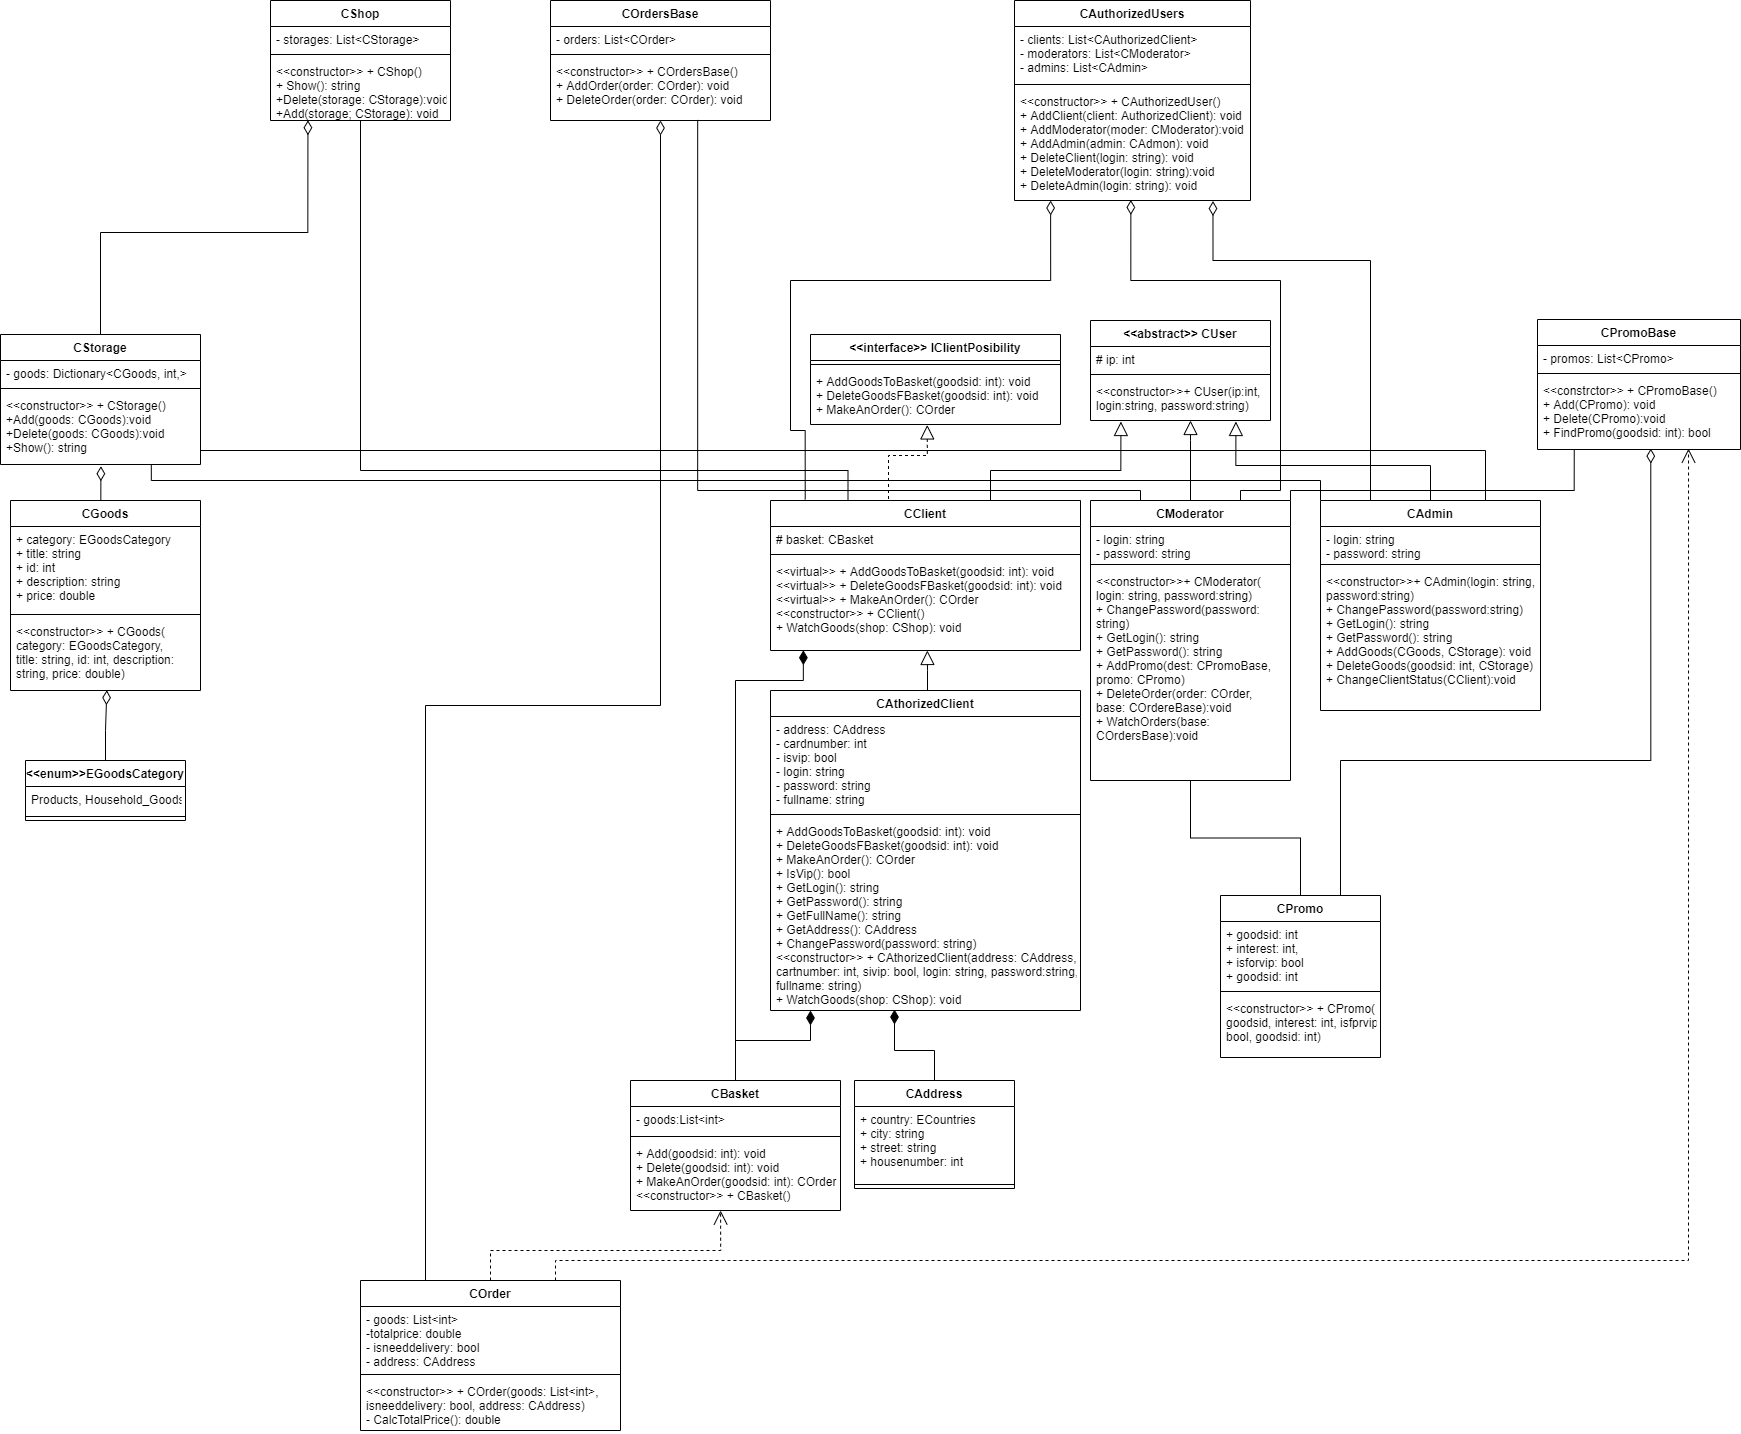 CShop
- storages: List<CStorage>
<<constructor>> + CShop()
+ Show(): string
+Delete(storage: CStorage):void
+Add(storage; CStorage): void
COrdersBase
- orders: List<COrder>
<<constructor>> + COrdersBase()
+ AddOrder(order: COrder): void
+ DeleteOrder(order: COrder): void
CAuthorizedUsers
- clients: List<CAuthorizedClient>
- moderators: List<CModerator>
- admins: List<CAdmin>
<<constructor>> + CAuthorizedUser()
+ AddClient(client: AuthorizedClient): void
+ AddModerator(moder: CModerator):void
+ AddAdmin(admin: CAdmon): void
+ DeleteClient(login: string): void
+ DeleteModerator(login: string):void
+ DeleteAdmin(login: string): void
CStorage
- goods: Dictionary<CGoods, int,>
<<constructor>> + CStorage()
+Add(goods: CGoods):void
+Delete(goods: CGoods):void
+Show(): string
<<interface>> IClientPosibility
+ AddGoodsToBasket(goodsid: int): void
+ DeleteGoodsFBasket(goodsid: int): void
+ MakeAnOrder(): COrder
<<abstract>> CUser
# ip: int
<<constructor>>+ CUser(ip:int,
login:string, password:string)
CPromoBase
- promos: List<CPromo>
<<constrctor>> + CPromoBase()
+ Add(CPromo): void
+ Delete(CPromo):void
+ FindPromo(goodsid: int): bool
CGoods
+ category: EGoodsCategory
+ title: string
+ id: int
+ description: string
+ price: double
<<constructor>> + CGoods(
category: EGoodsCategory,
title: string, id: int, description:
string, price: double)
<<enum>>EGoodsCategory
Products, Household_Goods
CClient
# basket: CBasket
<<virtual>> + AddGoodsToBasket(goodsid: int): void
<<virtual>> + DeleteGoodsFBasket(goodsid: int): void
<<virtual>> + MakeAnOrder(): COrder
<<constructor>> + CClient()
+ WatchGoods(shop: CShop): void
CModerator
- login: string
- password: string
<<constructor>>+ CModerator(
login: string, password:string)
+ ChangePassword(password:
string)
+ GetLogin(): string
+ GetPassword(): string
+ AddPromo(dest: CPromoBase,
promo: CPromo)
+ DeleteOrder(order: COrder,
base: COrdereBase):void
+ WatchOrders(base:
COrdersBase):void
CAdmin
- login: string
- password: string
<<constructor>>+ CAdmin(login: string,
password:string)
+ ChangePassword(password:string)
+ GetLogin(): string
+ GetPassword(): string
+ AddGoods(CGoods, CStorage): void
+ DeleteGoods(goodsid: int, CStorage)
+ ChangeClientStatus(CClient):void
CAthorizedClient
- address: CAddress
- cardnumber: int
- isvip: bool
- login: string
- password: string
- fullname: string
+ AddGoodsToBasket(goodsid: int): void
+ DeleteGoodsFBasket(goodsid: int): void
+ MakeAnOrder(): COrder
+ IsVip(): bool
+ GetLogin(): string
+ GetPassword(): string
+ GetFullName(): string
+ GetAddress(): CAddress
+ ChangePassword(password: string)
<<constructor>> + CAthorizedClient(address: CAddress,
cartnumber: int, sivip: bool, login: string, password:string,
fullname: string)
+ WatchGoods(shop: CShop): void
CPromo
+ goodsid: int
+ interest: int,
+ isforvip: bool
+ goodsid: int
<<constructor>> + CPromo(
goodsid, interest: int, isfprvip
bool, goodsid: int)
CBasket
- goods:List<int>
+ Add(goodsid: int): void
+ Delete(goodsid: int): void
+ MakeAnOrder(goodsid: int): COrder
<<constructor>> + CBasket()
CAddress
+ country: ECountries
+ city: string
+ street: string
+ housenumber: int
COrder
- goods: List<int>
-totalprice: double
- isneeddelivery: bool
- address: CAddress
<<constructor>> + COrder(goods: List<int>,
isneeddelivery: bool, address: CAddress)
- CalcTotalPrice(): double